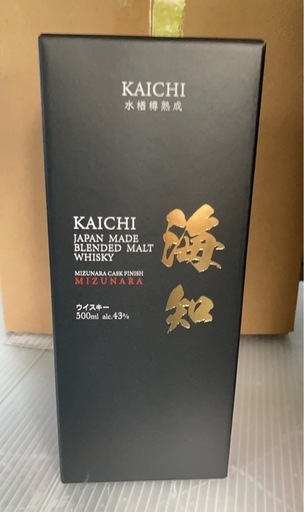 KAICHI
水楢樽熟成
KAICHI
JAPAN MADE
BLENDED MALT
WHISKY
MIZUNARA CASK FINISH
MIZUNARA
ウイスキー
500ml alc.43%
海知